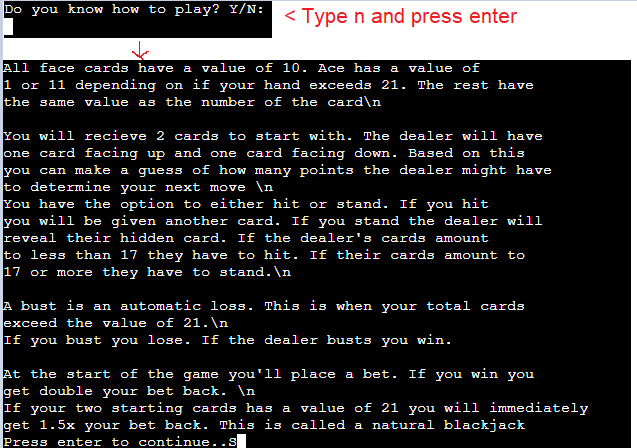 Do you know how to play? Y/N:
< Type n and press enter
All face cards have a value of 10. Ace has a value of
1 or 11 depending on if your hand exceeds 21. The rest have
the same value as the number of the card\n
You will recieve 2 cards to start with. The dealer will have
one card facing up and one card facing down. Based on this
you can make a guess of how many points the dealer might have
to determine your next move \n
You have the option to either hit or stand. If you hit
you will be given another card. If you stand the dealer will
reveal their hidden card. If the dealer's cards amount
to less than 17 they have to hit. If their cards amount to
17 or more they have to stand.\n
A bust is an automatic loss. This is when your total cards
exceed the value of 21.\n
If you bust you lose. If the dealer busts you win.
At the start of the game you'll place a bet. If you win you
get double your bet back. \n
If your two starting cards has a value of 21 you will immediately
get 1.5x your bet back. This is called a natural blackjack
Press enter to continue..S